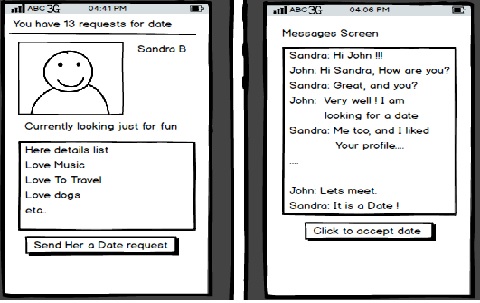 ABC 3G 04:41 PM
You have 13 requests for date
Sandra B
Currently looking just for fun
Here details list
Love Music
Love To Travel
Love dogs
etc..
Send Her a Date request
ABC 3G 04:06 PM
Messages Screen
Sandra: Hi John !!!
John: Hi Sandra, How are you?
Sandra: Great, and you?
John: Very well ! I am
looking for a date
Sandra: Me too, and I liked
Your profile....
....
John: Lets meet.
Sandra: It is a Date !
Click to accept date